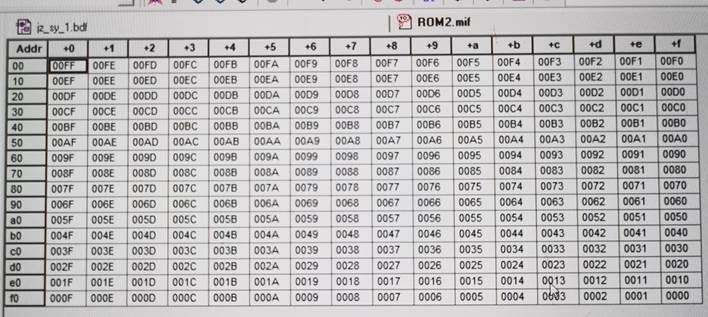 jz_sy_1.bdf
ROM2.mif
Addr +0 +1 +2 +3 +4 +5 +6 +7 +8 +9 +a +b +c +d +e +f
00 00FF 00FE 00FD 00FC 00FB 00FA 00F9 00F8 00F7 00F6 00F5 00F4 00F3 00F2 00F1 00F0
10 00EF 00EE 00ED 00EC 00EB 00EA 00E9 00E8 00E7 00E6 00E5 00E4 00E3 00E2 00E1 00E0
20 00DF 00DE 00DD 00DC 00DB 00DA 00D9 00D8 00D7 00D6 00D5 00D4 00D3 00D2 00D1 00D0
30 00CF 00CE 00CD 00CC 00CB 00CA 00C9 00C8 00C7 00C6 00C5 00C4 00C3 00C2 00C1 00C0
40 00BF 00BE 00BD 00BC 00BB 00BA 00B9 00B8 00B7 00B6 00B5 00B4 00B3 00B2 00B1 00B0
50 00AF 00AE 00AD 00AC 00AB 00AA 00A9 00A8 00A7 00A6 00A5 00A4 00A3 00A2 00A1 00A0
60 009F 009E 009D 009C 009B 009A 0099 0098 0097 0096 0095 0094 0093 0092 0091 0090
70 008F 008E 008D 008C 008B 008A 0089 0088 0087 0086 0085 0084 0083 0082 0081 0080
80 007F 007E 007D 007C 007B 007A 0079 0078 0077 0076 0075 0074 0073 0072 0071 0070
90 006F 006E 006D 006C 006B 006A 0069 0068 0067 0066 0065 0064 0063 0062 0061 0060
a0 005F 005E 005D 005C 005B 005A 0059 0058 0057 0056 0055 0054 0053 0052 0051 0050
b0 004F 004E 004D 004C 004B 004A 0049 0048 0047 0046 0045 0044 0043 0042 0041 0040
c0 003F 003E 003D 003C 003B 003A 0039 0038 0037 0036 0035 0034 0033 0032 0031 0030
d0 002F 002E 002D 002C 002B 002A 0029 0028 0027 0026 0025 0024 0023 0022 0021 0020
e0 001F 001E 001D 001C 001B 001A 0019 0018 0017 0016 0015 0014 0013 0012 0011 0010
f0 000F 000E 000D 000C 000B 000A 0009 0008 0007 0006 0005 0004 0003 0002 0001 0000